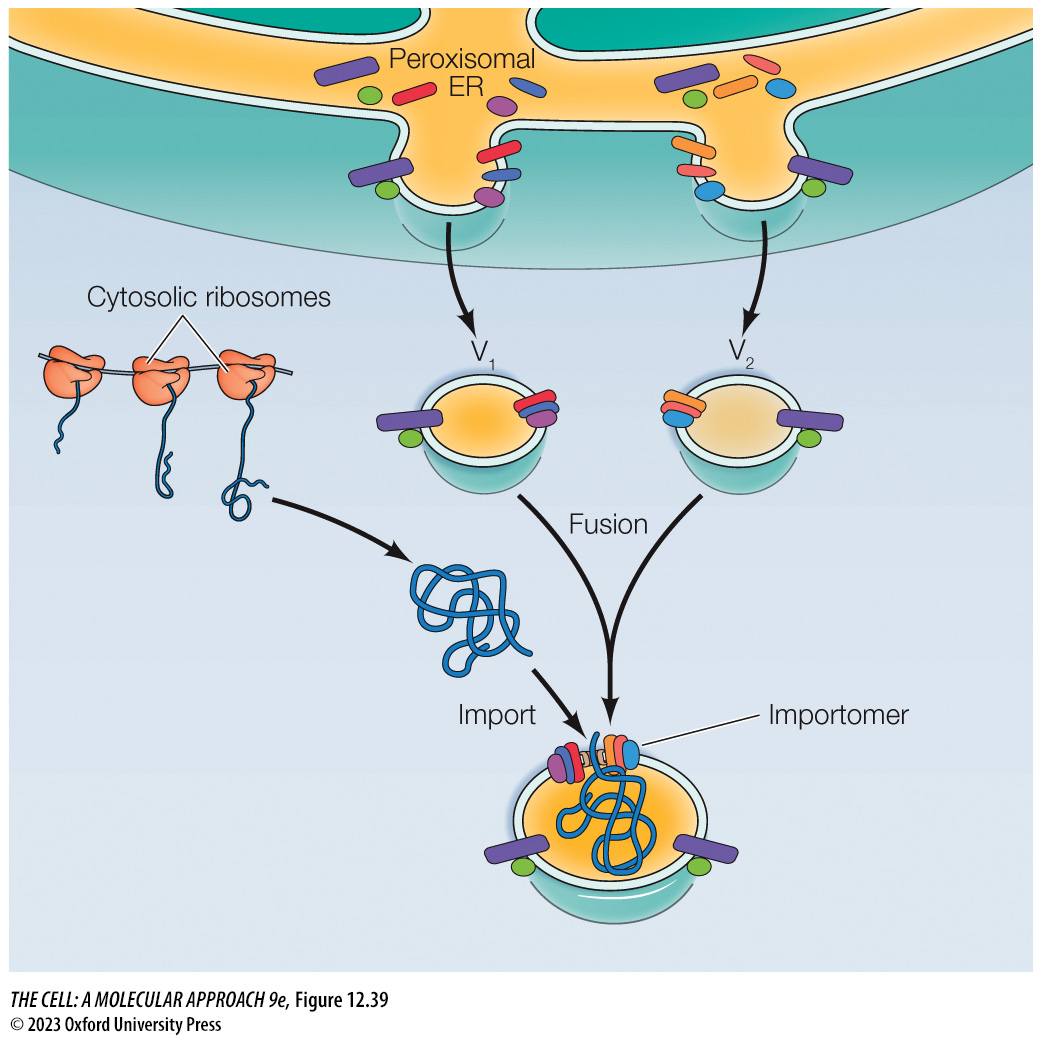 Peroxisomal
ER
Cytosolic ribosomes
V1
V2
Fusion
Import
Importomer
THE CELL: A MOLECULAR APPROACH 9e, Figure 12.39
© 2023 Oxford University Press